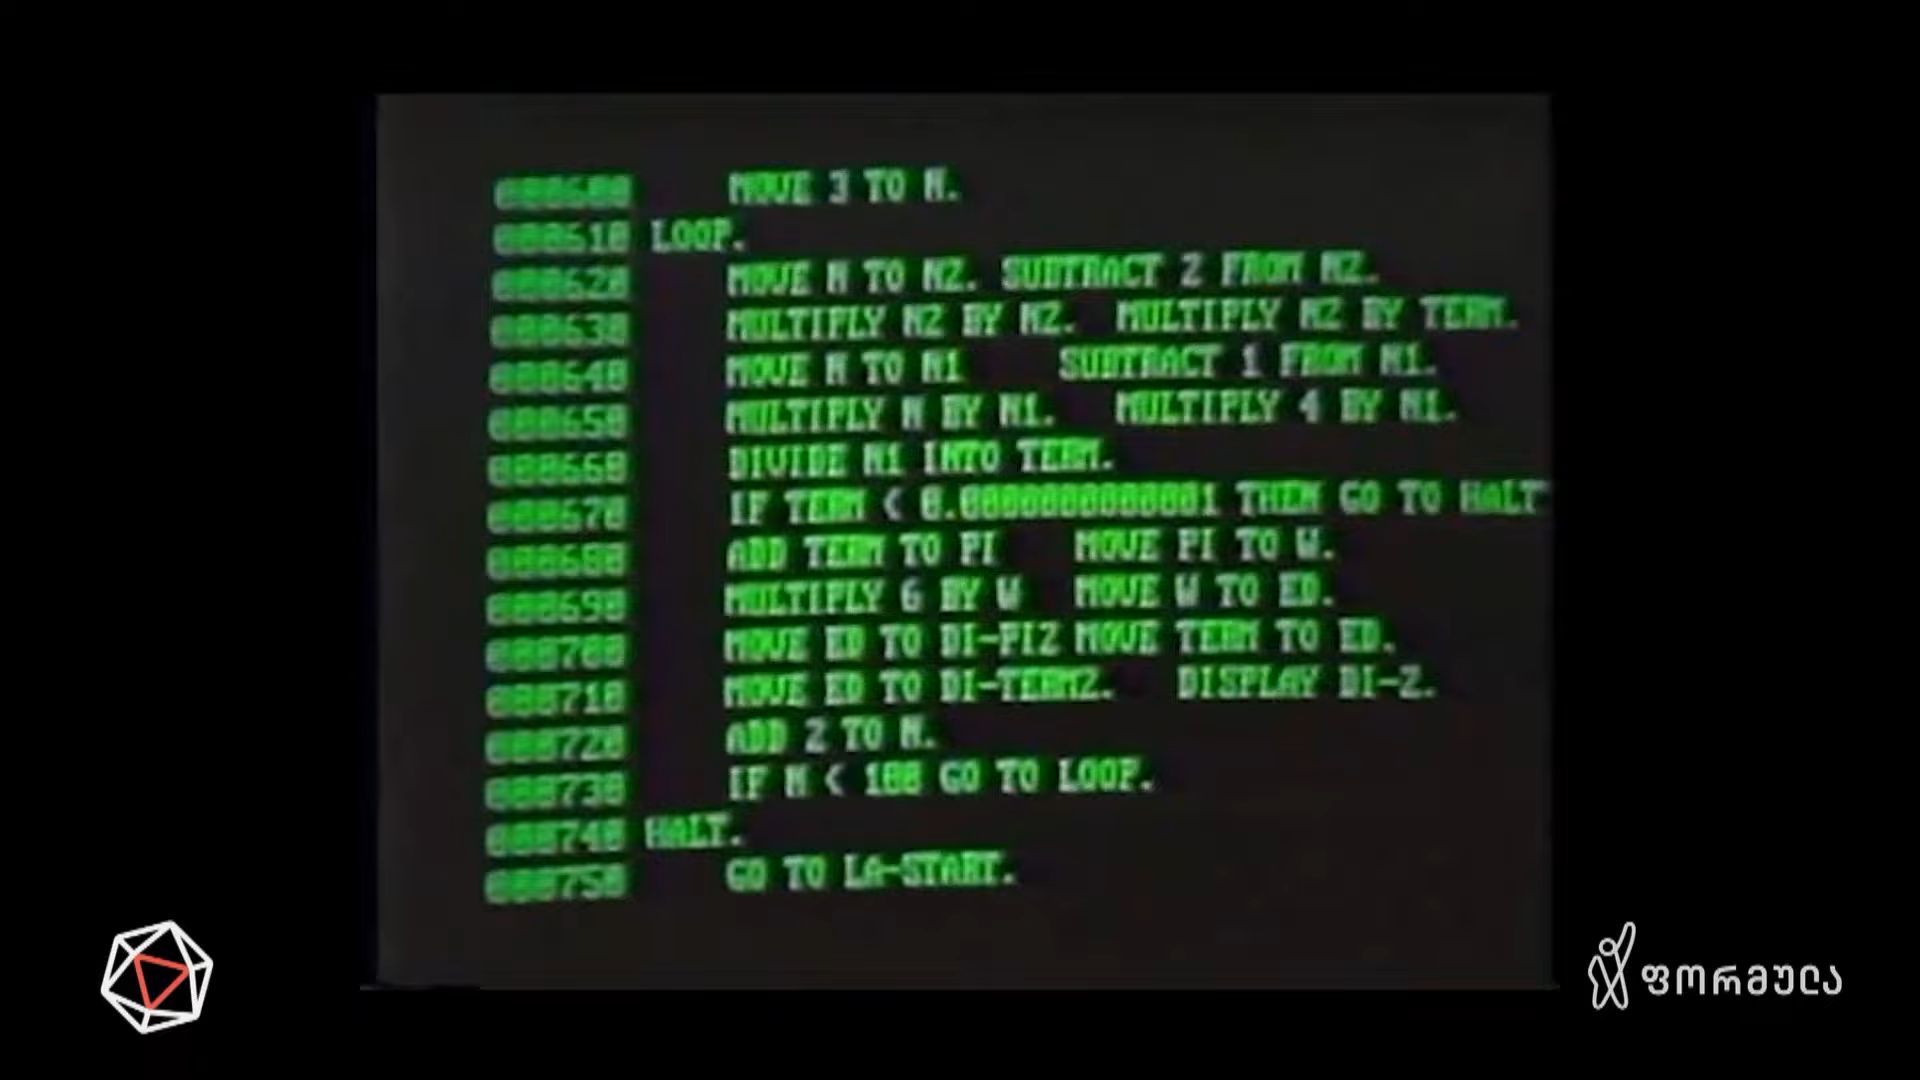 000600 MOVE 3 TO N.
000610 LOOP.
000620 MOVE N TO N2. SUBTRACT 2 FROM N2.
000630 MULTIPLY N2 BY N2. MULTIPLY N2 BY TERM.
000640 MOVE N TO N1 SUBTRACT 1 FROM N1.
000650 MULTIPLY N BY N1. MULTIPLY 4 BY N1.
000660 DIVIDE N1 INTO TERM.
000670 IF TERM < 0.0000000000001 THEN GO TO HALT
000680 ADD TERM TO PI MOVE PI TO W.
000690 MULTIPLY 6 BY W MOVE W TO ED.
000700 MOVE ED TO DI-PI2 MOVE TERM TO ED.
000710 MOVE ED TO DI-TERM2. DISPLAY DI-2.
000720 ADD 2 TO N.
000730 IF N < 100 GO TO LOOP.
000740 HALT.
000750 GO TO LA-START.
ფორმულა